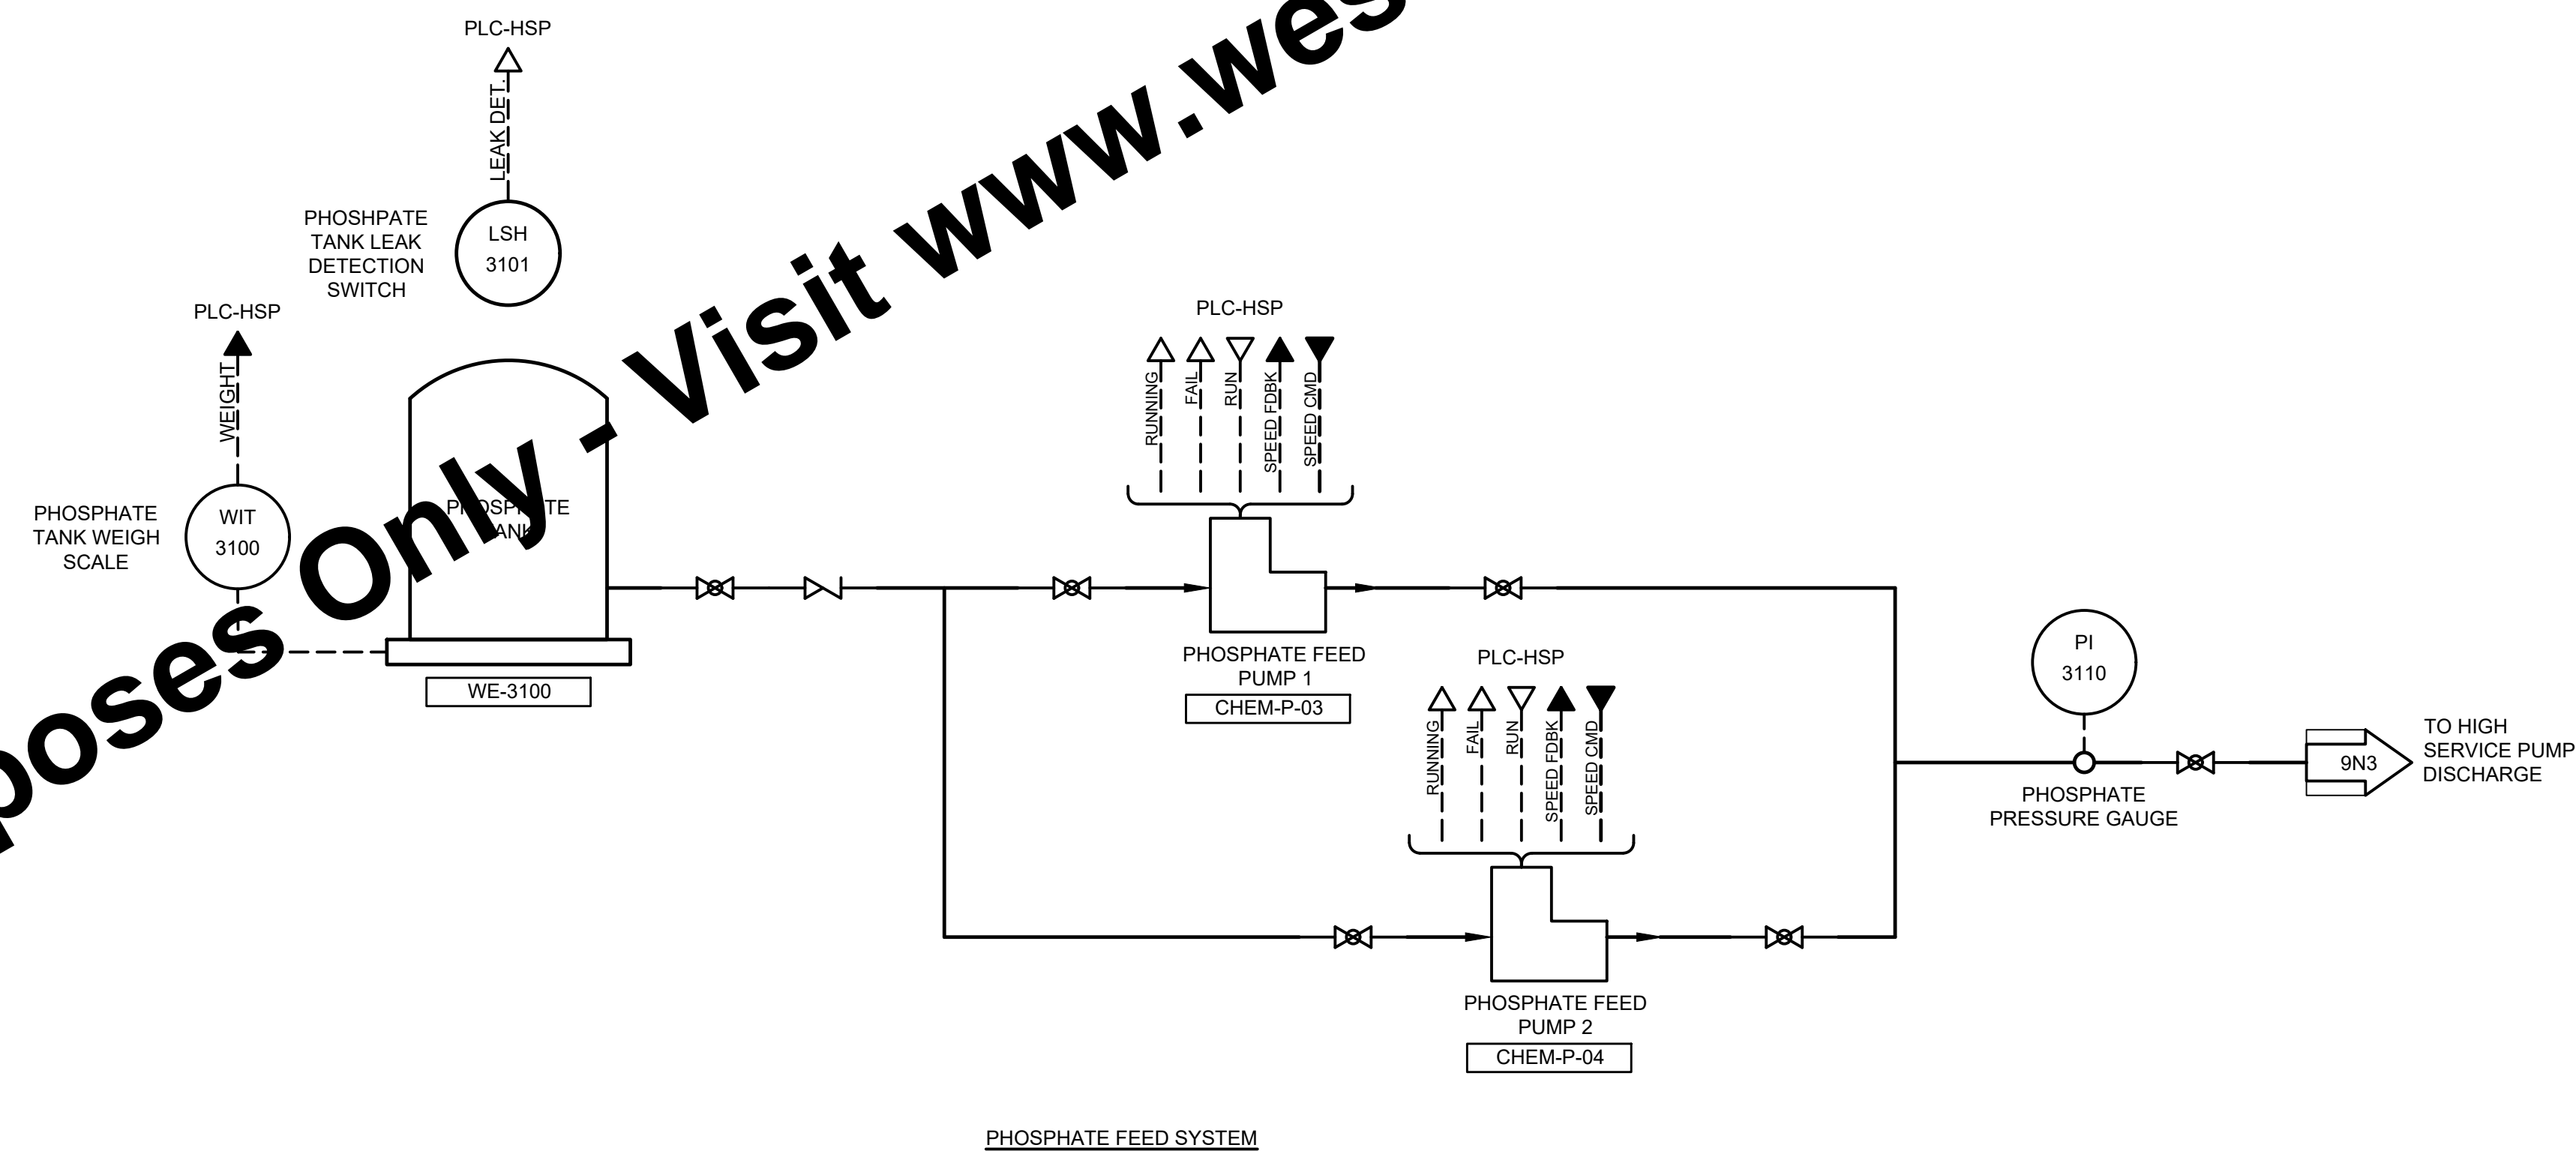 PLC-HSP
LEAK DET.
PHOSHPATE
TANK LEAK
DETECTION
SWITCH
LSH
3101
PLC-HSP
WEIGHT
PHOSPHATE
TANK WEIGH
SCALE
WIT
3100
PHOSPHATE
TANK
WE-3100
PLC-HSP
RUNNING
FAIL
RUN
SPEED FDBK
SPEED CMD
PHOSPHATE FEED
PUMP 1
CHEM-P-03
PLC-HSP
RUNNING
FAIL
RUN
SPEED FDBK
SPEED CMD
PHOSPHATE FEED
PUMP 2
CHEM-P-04
PI
3110
PHOSPHATE
PRESSURE GAUGE
9N3
TO HIGH
SERVICE PUMP
DISCHARGE
PHOSPHATE FEED SYSTEM
poses Only - Visit www.wes